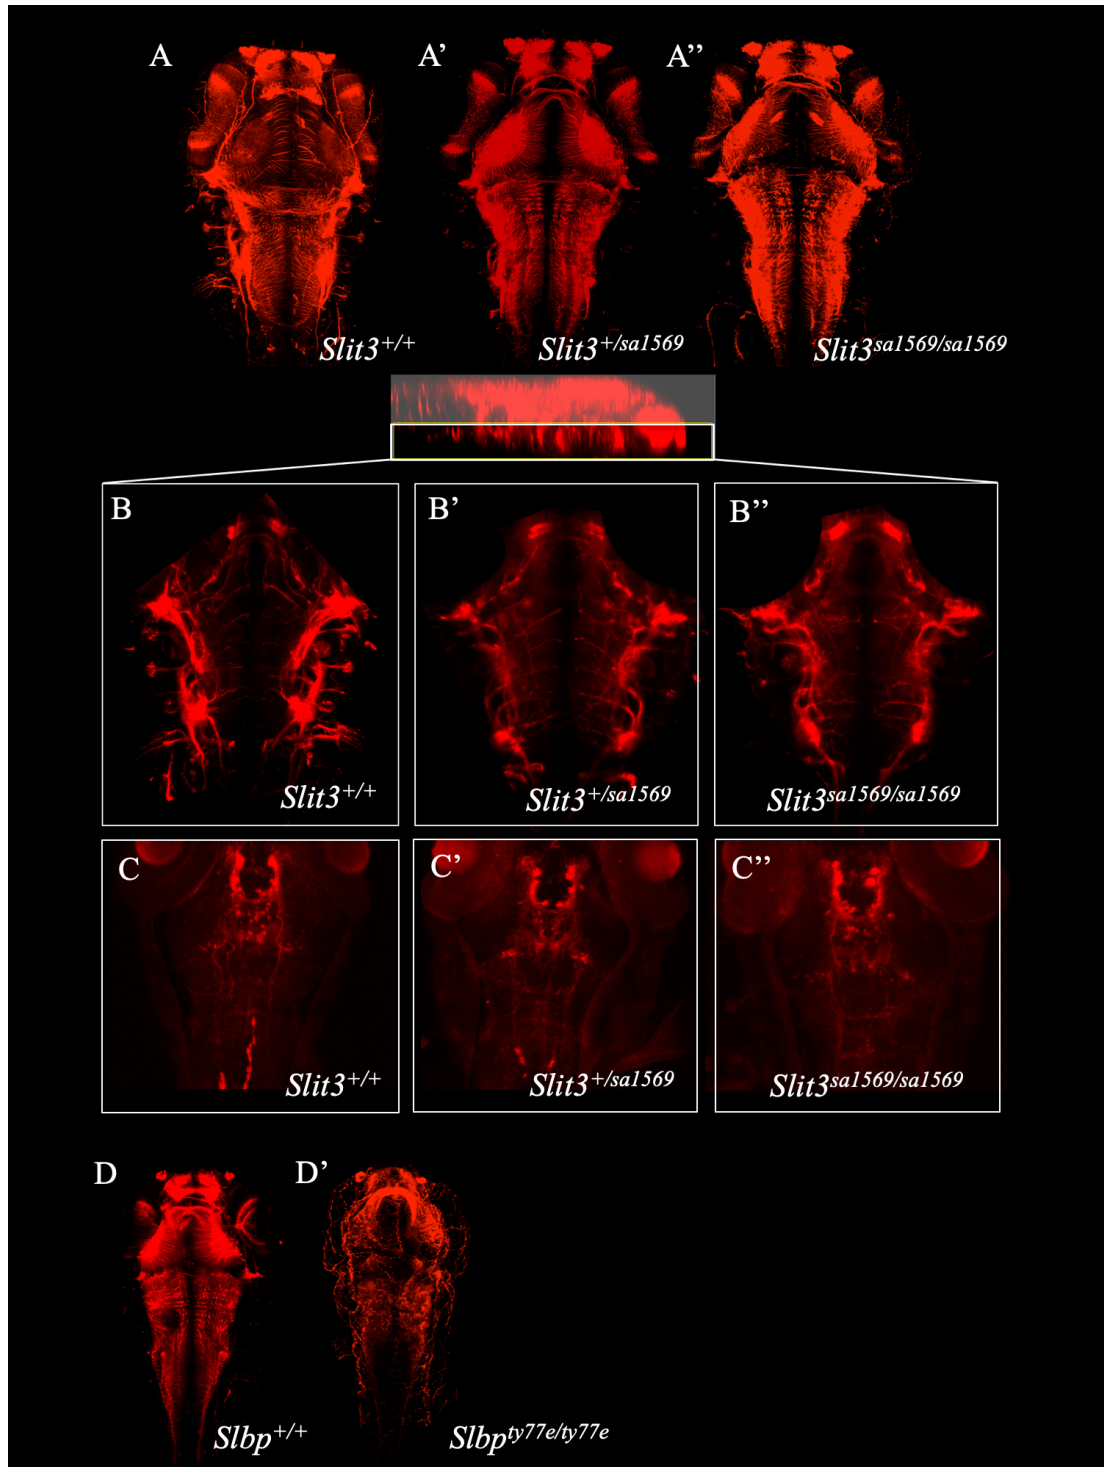 A A’ A’’
Slit3+/+ Slit3+/sa1569 Slit3sa1569/sa1569
B B’ B’’
Slit3+/+ Slit3+/sa1569 Slit3sa1569/sa1569
C C’ C’’
Slit3+/+ Slit3+/sa1569 Slit3sa1569/sa1569
D D’
Slbp+/+ Slbpty77e/ty77e